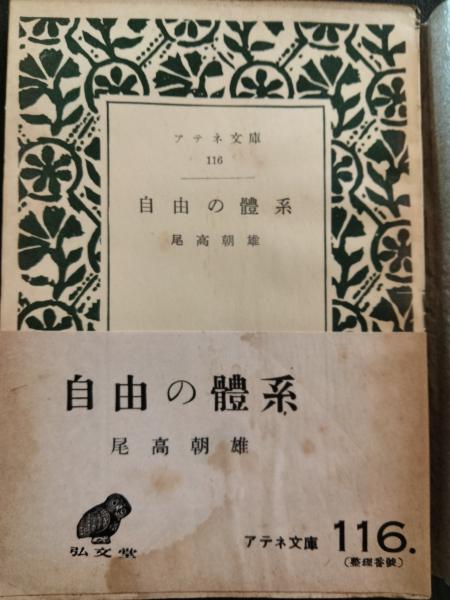 アテネ文庫
116
自由の體系
尾高朝雄
自由の體系
尾高朝雄
弘文堂
アテネ文庫 116.
(整理番號)